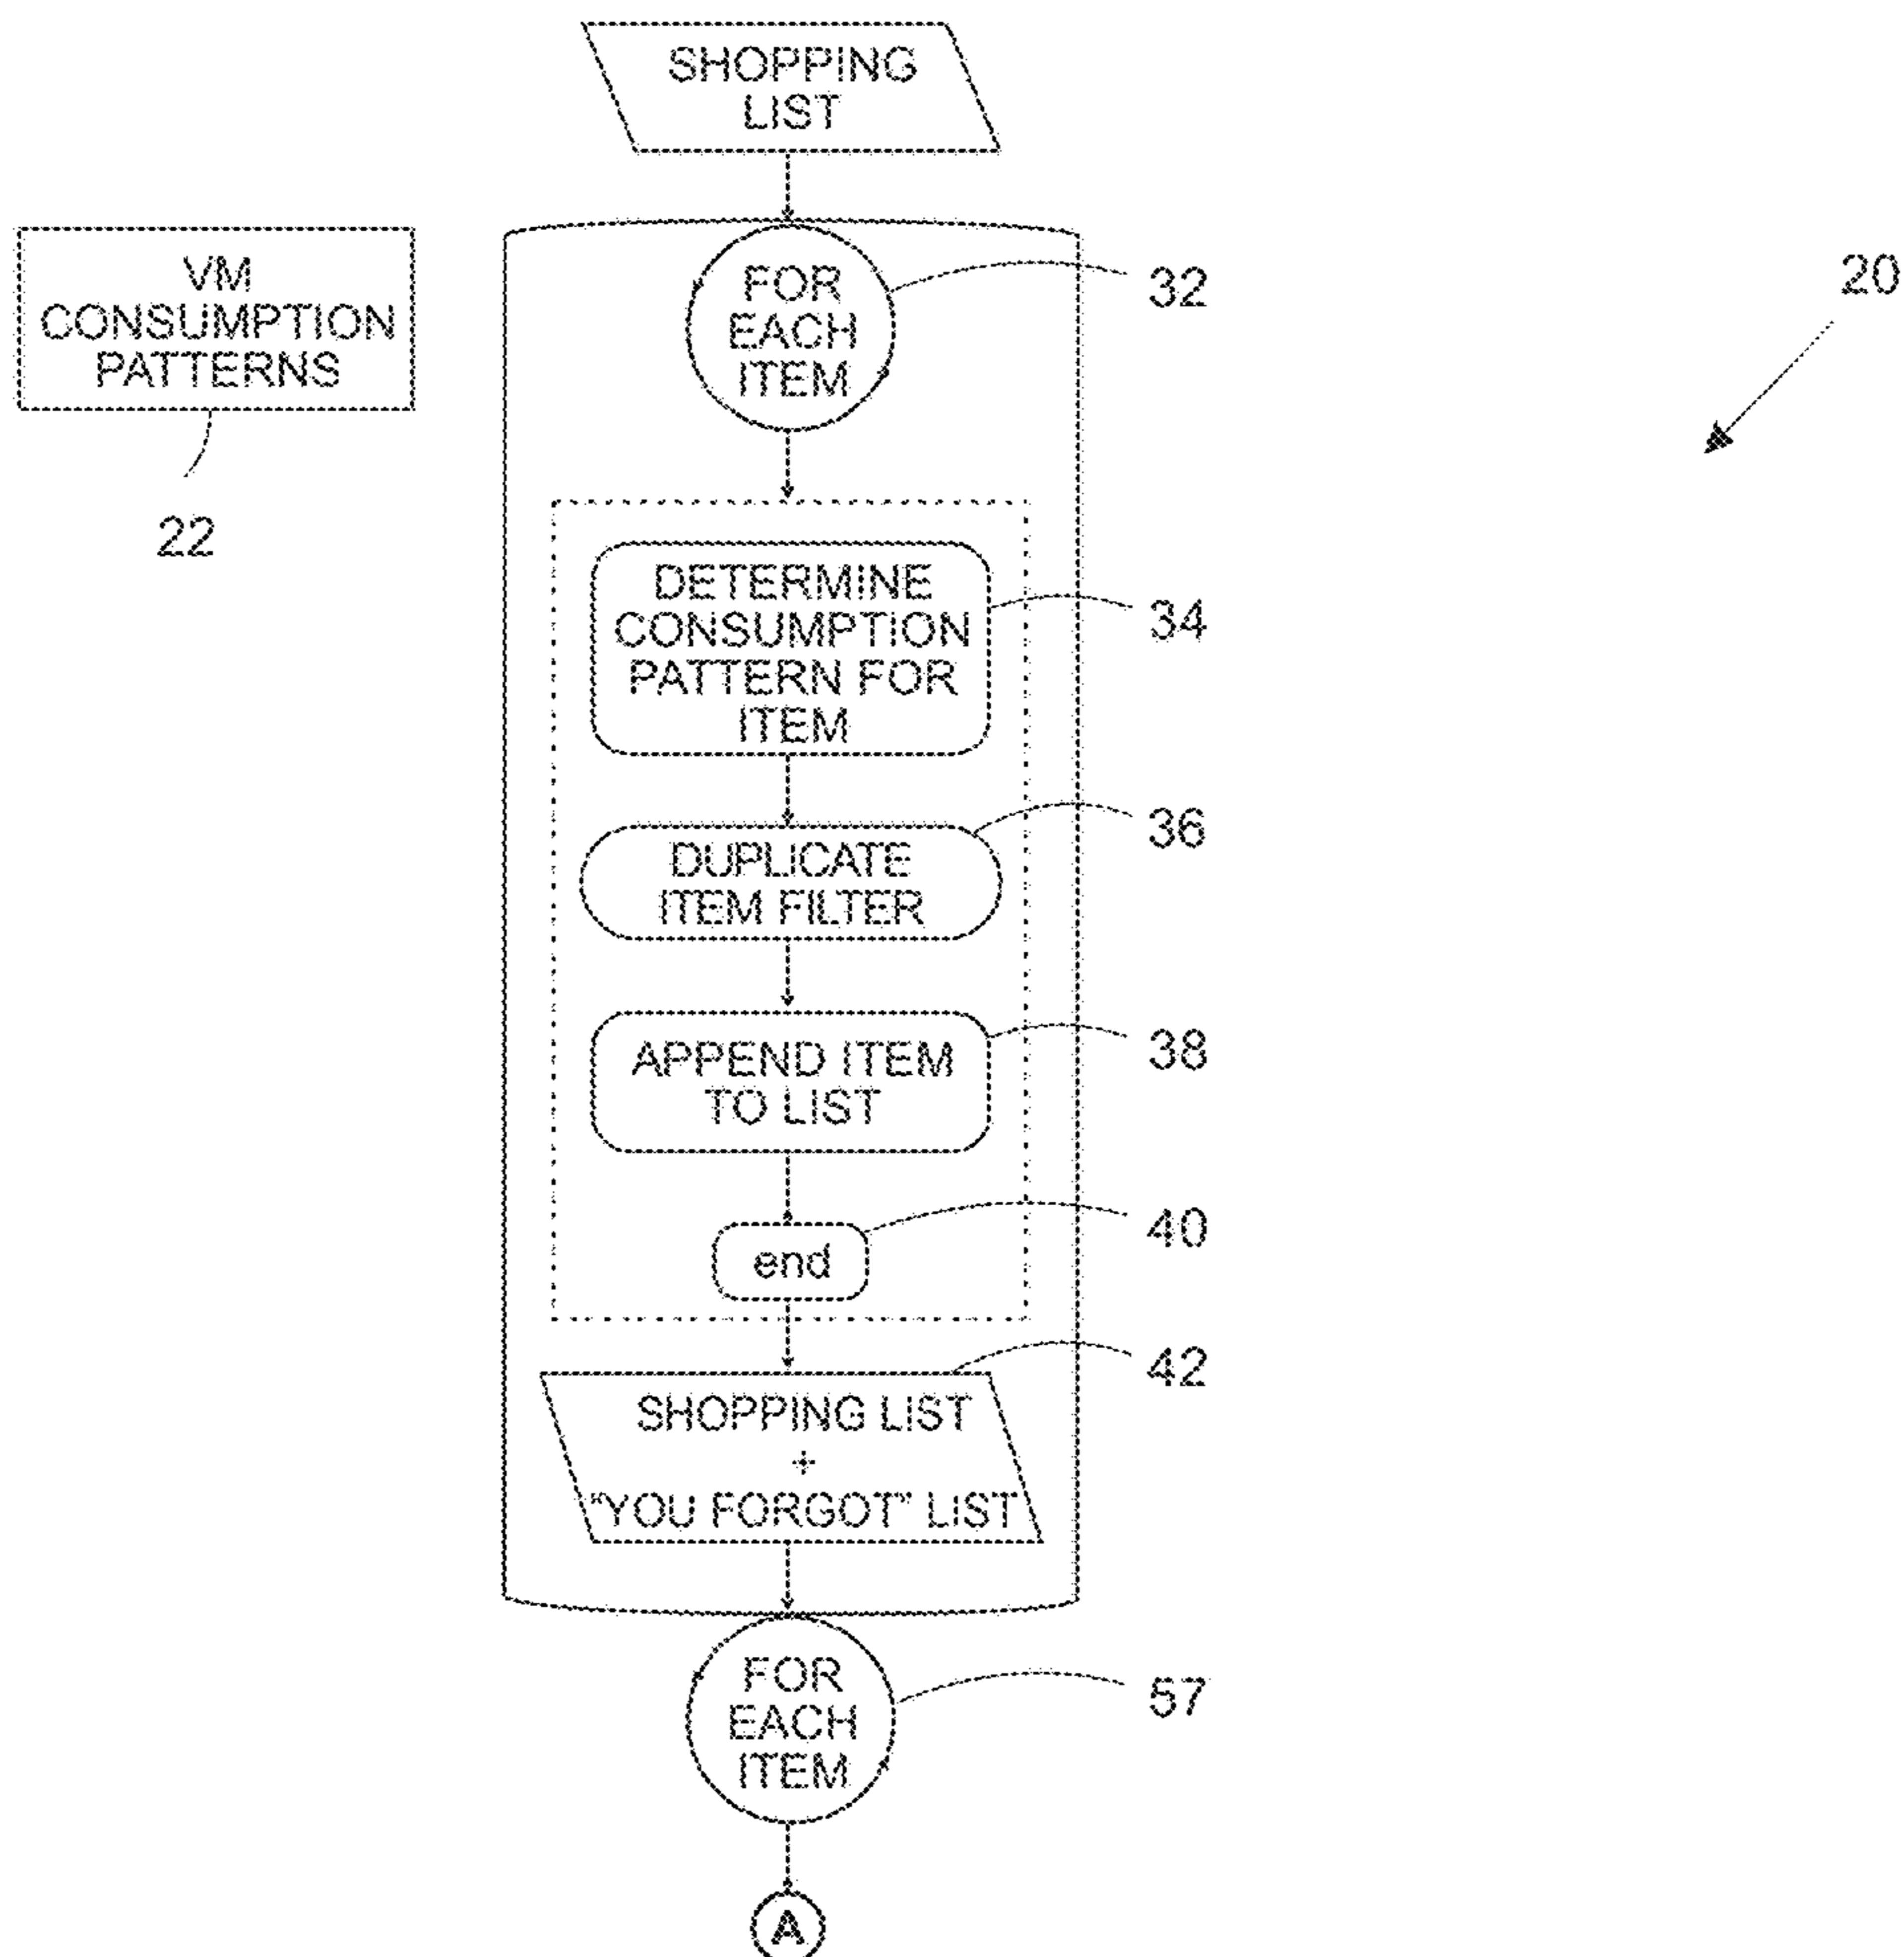 SHOPPING
LIST
VM
CONSUMPTION
PATTERNS
22
FOR
EACH
ITEM
32
20
DETERMINE
CONSUMPTION
PATTERN FOR
ITEM
34
DUPLICATE
ITEM FILTER
36
APPEND ITEM
TO LIST
38
end
40
SHOPPING LIST
+
"YOU FORGOT" LIST
42
FOR
EACH
ITEM
57
A